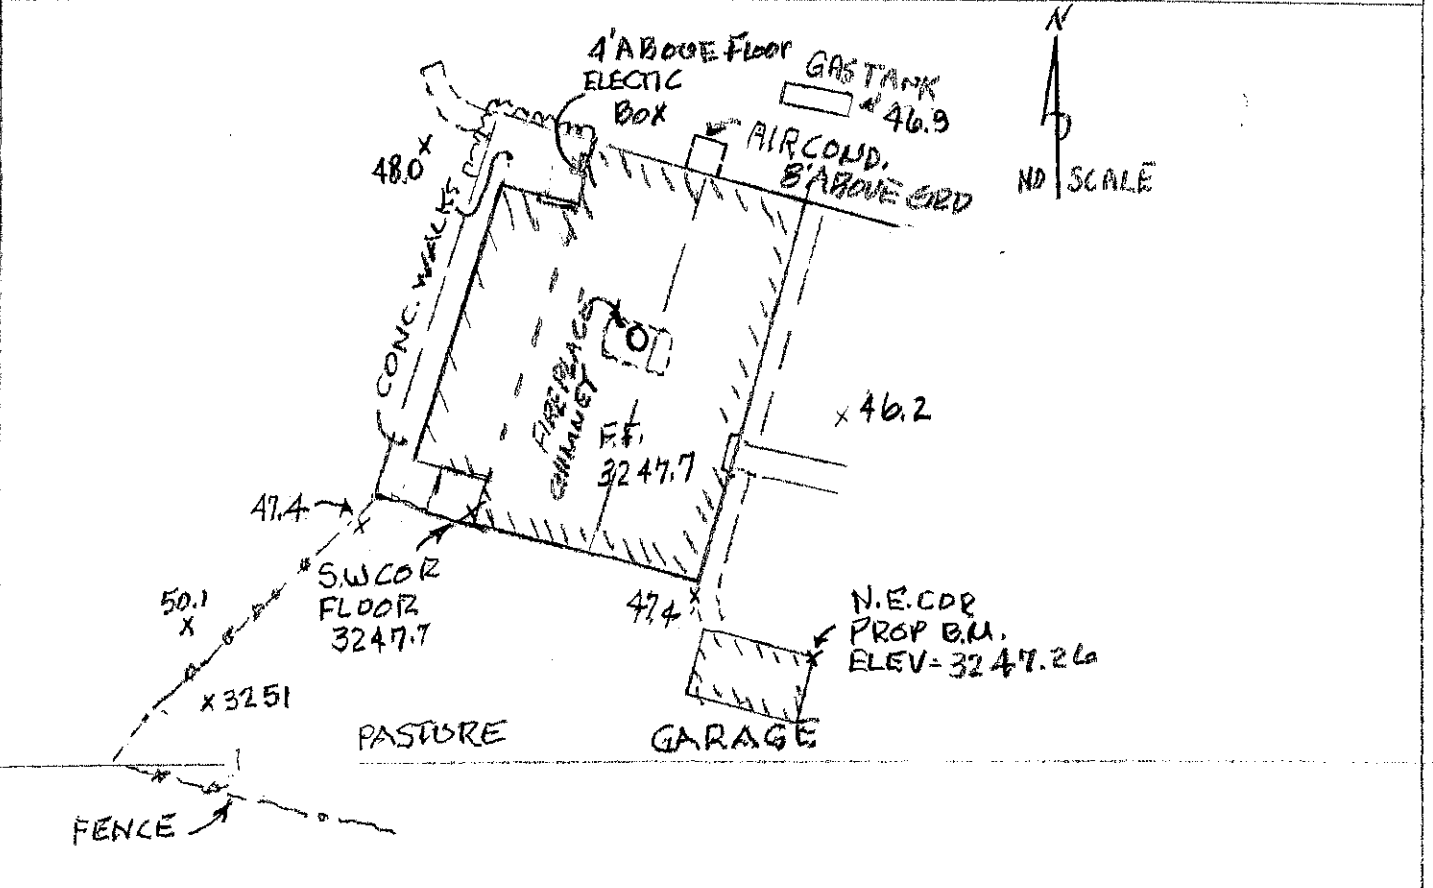 N
NO SCALE
4' ABOVE FLOOR
ELECTIC
BOX
GAS TANK
46.9
AIR COND.
8' ABOVE GRD
48.0 x
CONC. WALKS
FIREPLACE
CHIMNEY
F.F.
3247.7
x 46.2
47.4
x
S.W COR
FLOOR
3247.7
50.1
x
x 3251
47.4 x
N.E. COR
PROP B.M.
ELEV = 3247.26
PASTURE
GARAGE
FENCE